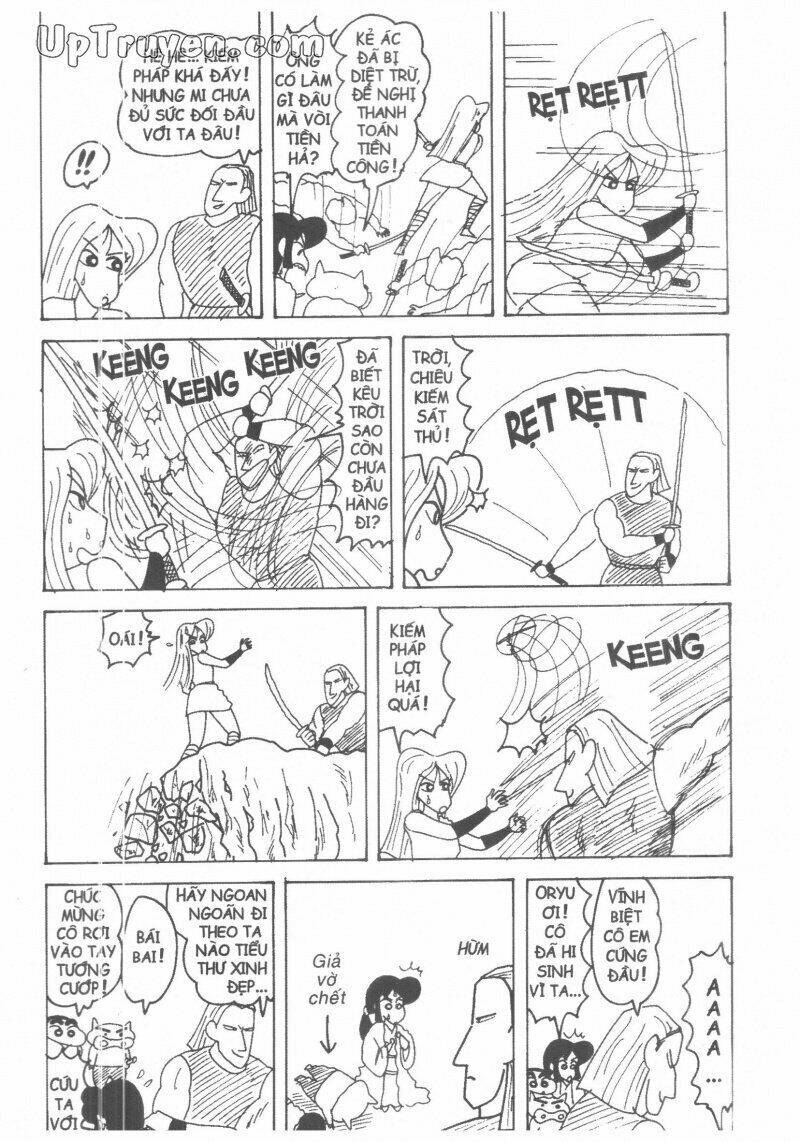 UpTruyen.com
RẸT REẸTT
KẺ ÁC
ĐÃ BỊ
DIỆT TRỪ,
ĐỀ NGHỊ
THANH
TOÁN
TIỀN
CÔNG!
ÔNG
CÓ LÀM
GÌ ĐÂU
MÀ VÒI
TIỀN
HẢ?
HÊ HÊ... KIẾM
PHÁP KHÁ ĐẤY!
NHƯNG MI CHƯA
ĐỦ SỨC ĐỐI ĐẦU
VỚI TA ĐÂU!
!!
TRỜI,
CHIÊU
KIẾM
SÁT
THỦ!
RẸT RẸTT
ĐÃ
BIẾT
KÊU
TRỜI
SAO
CÒN
CHƯA
ĐẦU
HÀNG
ĐI?
KEENG
KEENG
KEENG
KEENG
KIẾM
PHÁP
LỢI
HẠI
QUÁ!
OÁI!
A
A
A
A
...
VĨNH
BIỆT
CÔ EM
CỨNG
ĐẦU!
ORYU
ƠI!
CÔ
ĐÃ HI
SINH
VÌ TA...
HỪM
Giả
vờ
chết
HÃY NGOAN
NGOÃN ĐI
THEO TA
NÀO TIỂU
THƯ XINH
ĐẸP...
BÁI
BAI!
CHÚC
MỪNG
CÔ RƠI
VÀO TAY
TƯỚNG
CƯỚP!
CỨU
TA
VỚI